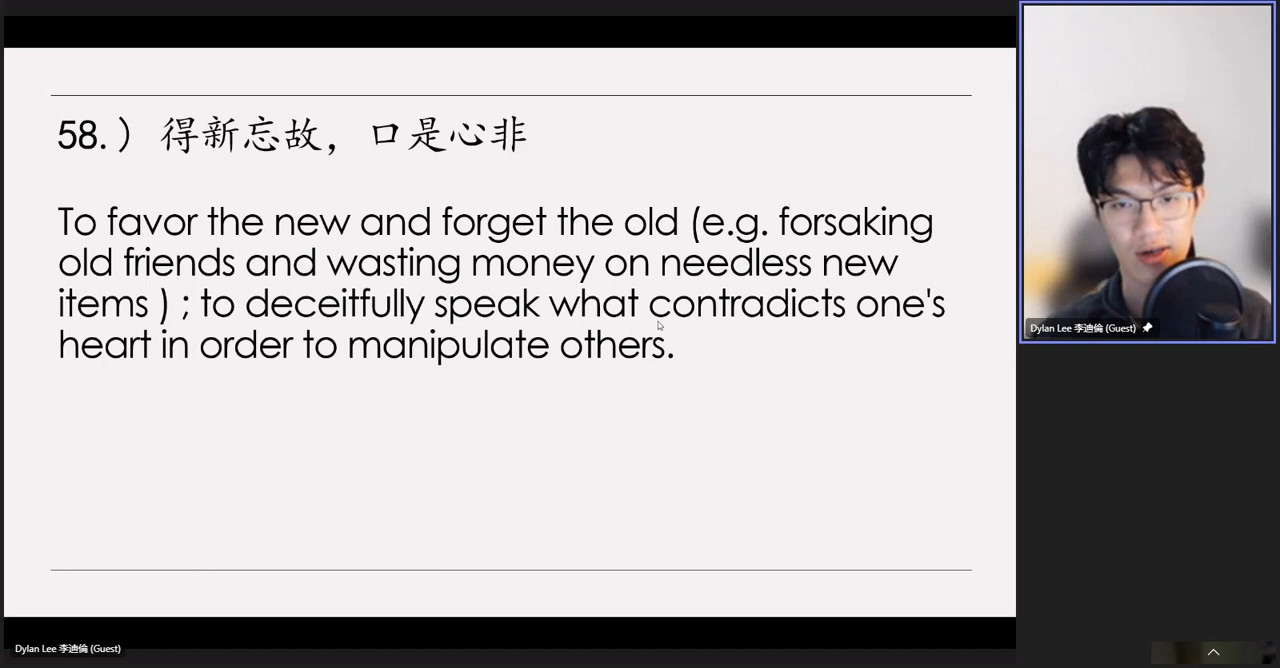 58.）得新忘故，口是心非
To favor the new and forget the old (e.g. forsaking
old friends and wasting money on needless new
items ) ; to deceitfully speak what contradicts one's
heart in order to manipulate others.
Dylan Lee 李迪倫 (Guest)
Dylan Lee 李迪倫 (Guest)